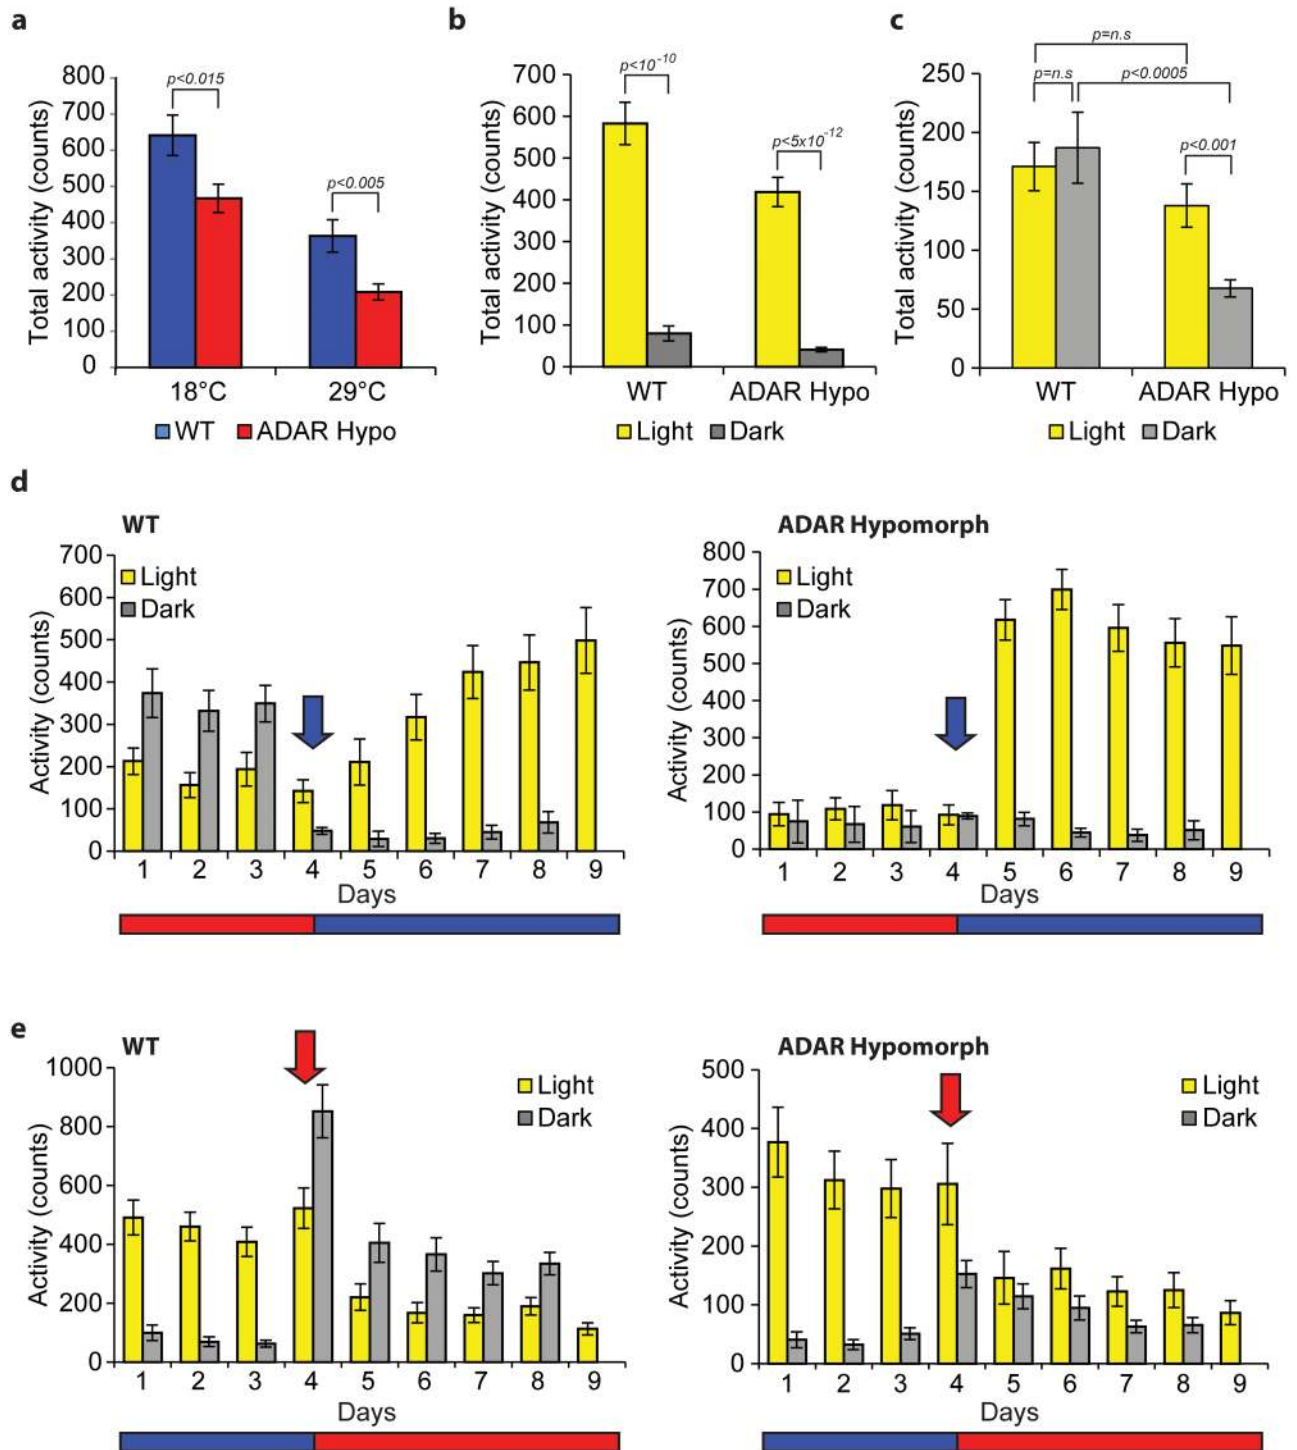 a
Total activity (counts)
800
700
600
500
400
300
200
100
0
p<0.015
p<0.005
18°C 29°C
WT ADAR Hypo
b
Total activity (counts)
700
600
500
400
300
200
100
0
p<10-10
p<5x10-12
WT ADAR Hypo
Light Dark
c
Total activity (counts)
250
200
150
100
50
0
p=n.s
p=n.s
p<0.0005
p<0.001
WT ADAR Hypo
Light Dark
d
WT
Activity (counts)
700
600
500
400
300
200
100
0
Light
Dark
1 2 3 4 5 6 7 8 9
Days
ADAR Hypomorph
Activity (counts)
800
700
600
500
400
300
200
100
0
Light
Dark
1 2 3 4 5 6 7 8 9
Days
e
WT
Activity (counts)
1000
800
600
400
200
0
Light
Dark
1 2 3 4 5 6 7 8 9
Days
ADAR Hypomorph
Activity (counts)
500
400
300
200
100
0
Light
Dark
1 2 3 4 5 6 7 8 9
Days